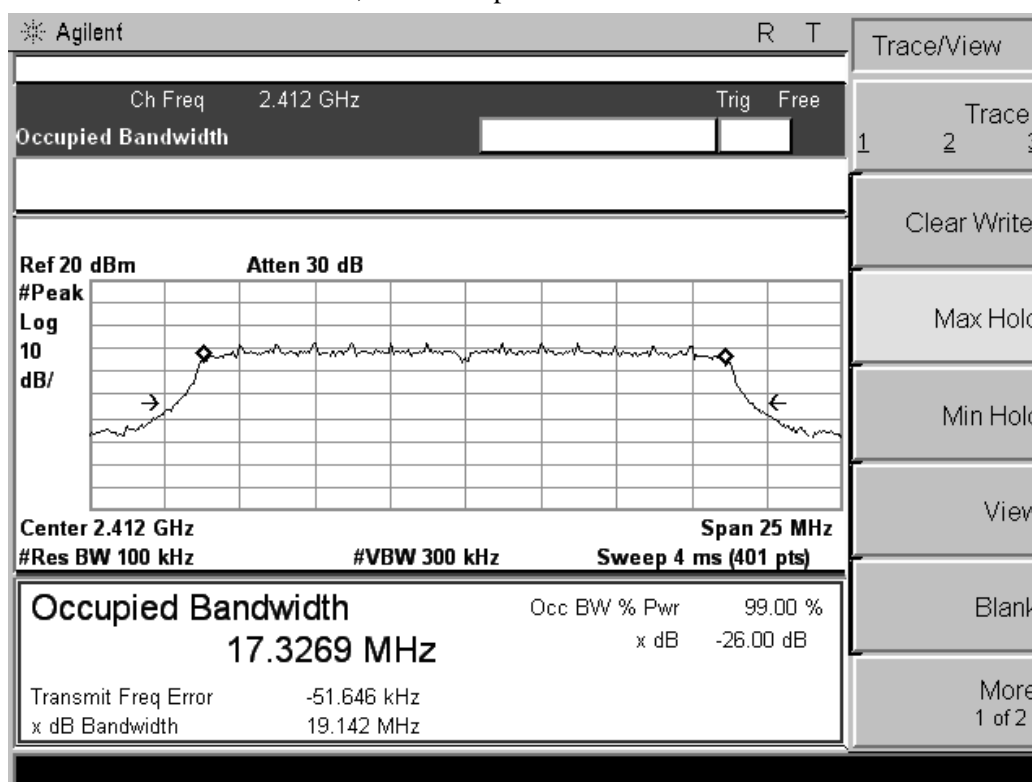 Agilent R T
Trace/View
Ch Freq 2.412 GHz Trig Free
Occupied Bandwidth
Trace
1 2
Clear Write
Ref 20 dBm Atten 30 dB
#Peak
Log
10
dB/
Max Hold
Min Hold
View
Center 2.412 GHz Span 25 MHz
#Res BW 100 kHz #VBW 300 kHz Sweep 4 ms (401 pts)
Occupied Bandwidth
17.3269 MHz
Occ BW % Pwr 99.00 %
x dB -26.00 dB
Transmit Freq Error -51.646 kHz
x dB Bandwidth 19.142 MHz
Blank
More
1 of 2